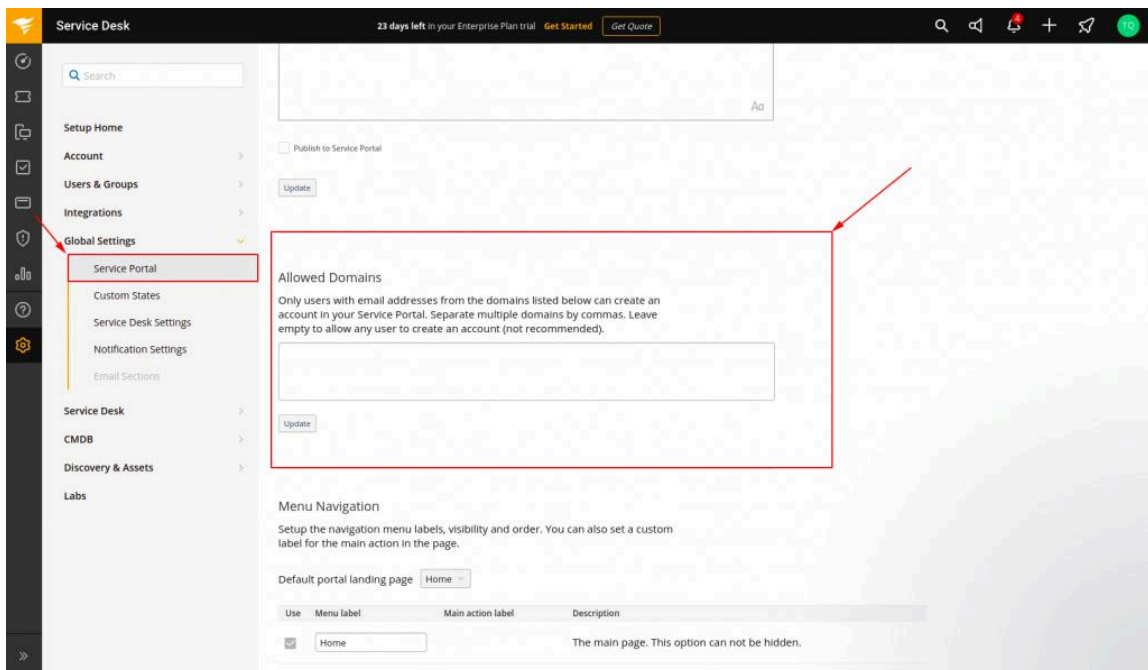 Service Desk
23 days left in your Enterprise Plan trial Get Started Get Quote
4
TQ
Search
Setup Home
Account
Users & Groups
Integrations
Global Settings
Service Portal
Custom States
Service Desk Settings
Notification Settings
Email Sections
Service Desk
CMDB
Discovery & Assets
Labs
Aa
Publish to Service Portal
Update
Allowed Domains
Only users with email addresses from the domains listed below can create an
account in your Service Portal. Separate multiple domains by commas. Leave
empty to allow any user to create an account (not recommended).
Update
Menu Navigation
Setup the navigation menu labels, visibility and order. You can also set a custom
label for the main action in the page.
Default portal landing page Home
Use Menu label Main action label Description
Home The main page. This option can not be hidden.